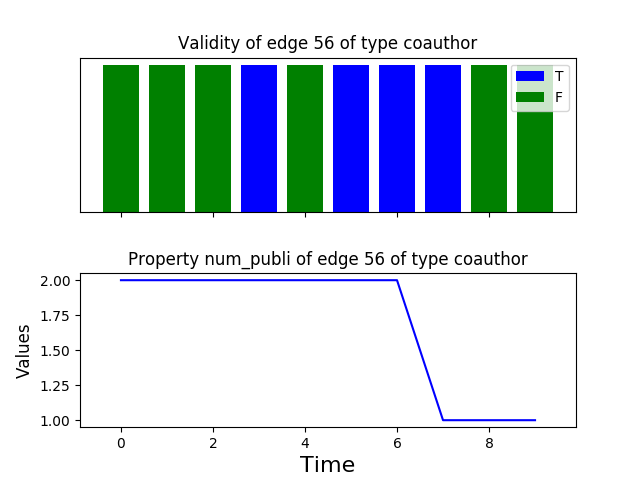 Validity of edge 56 of type coauthor
T
F
Property num_publi of edge 56 of type coauthor
Values
2.00
1.75
1.50
1.25
1.00
0 2 4 6 8
Time